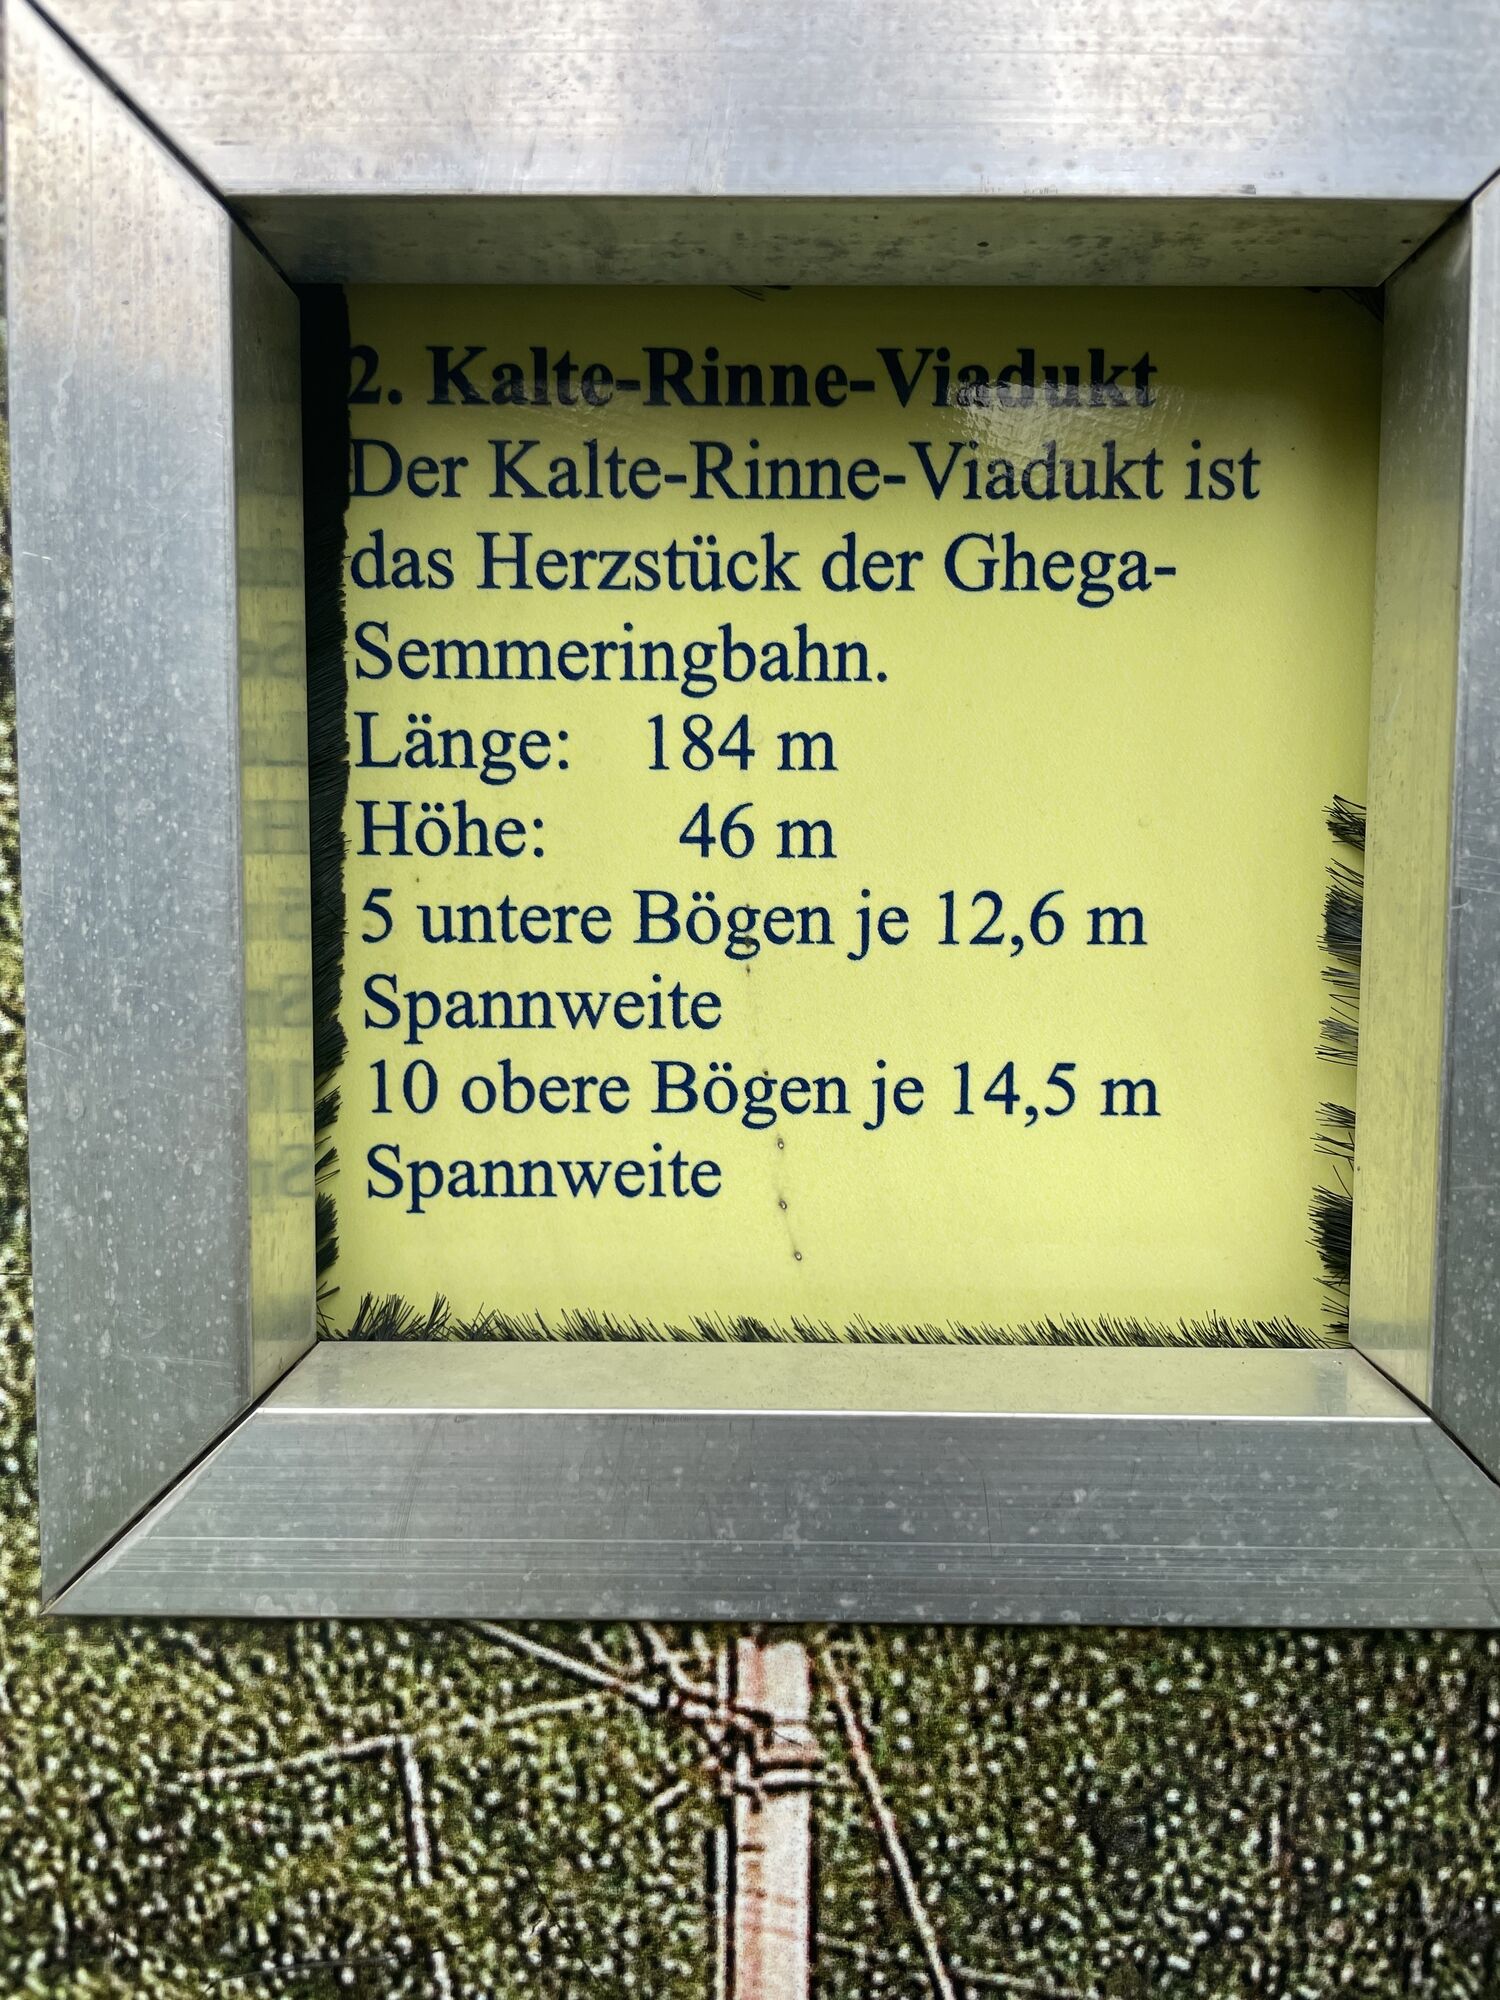 2. Kalte-Rinne-Viadukt
Der Kalte-Rinne-Viadukt ist
das Herzstück der Ghega-
Semmeringbahn.
Länge: 184 m
Höhe: 46 m
5 untere Bögen je 12,6 m
Spannweite
10 obere Bögen je 14,5 m
Spannweite